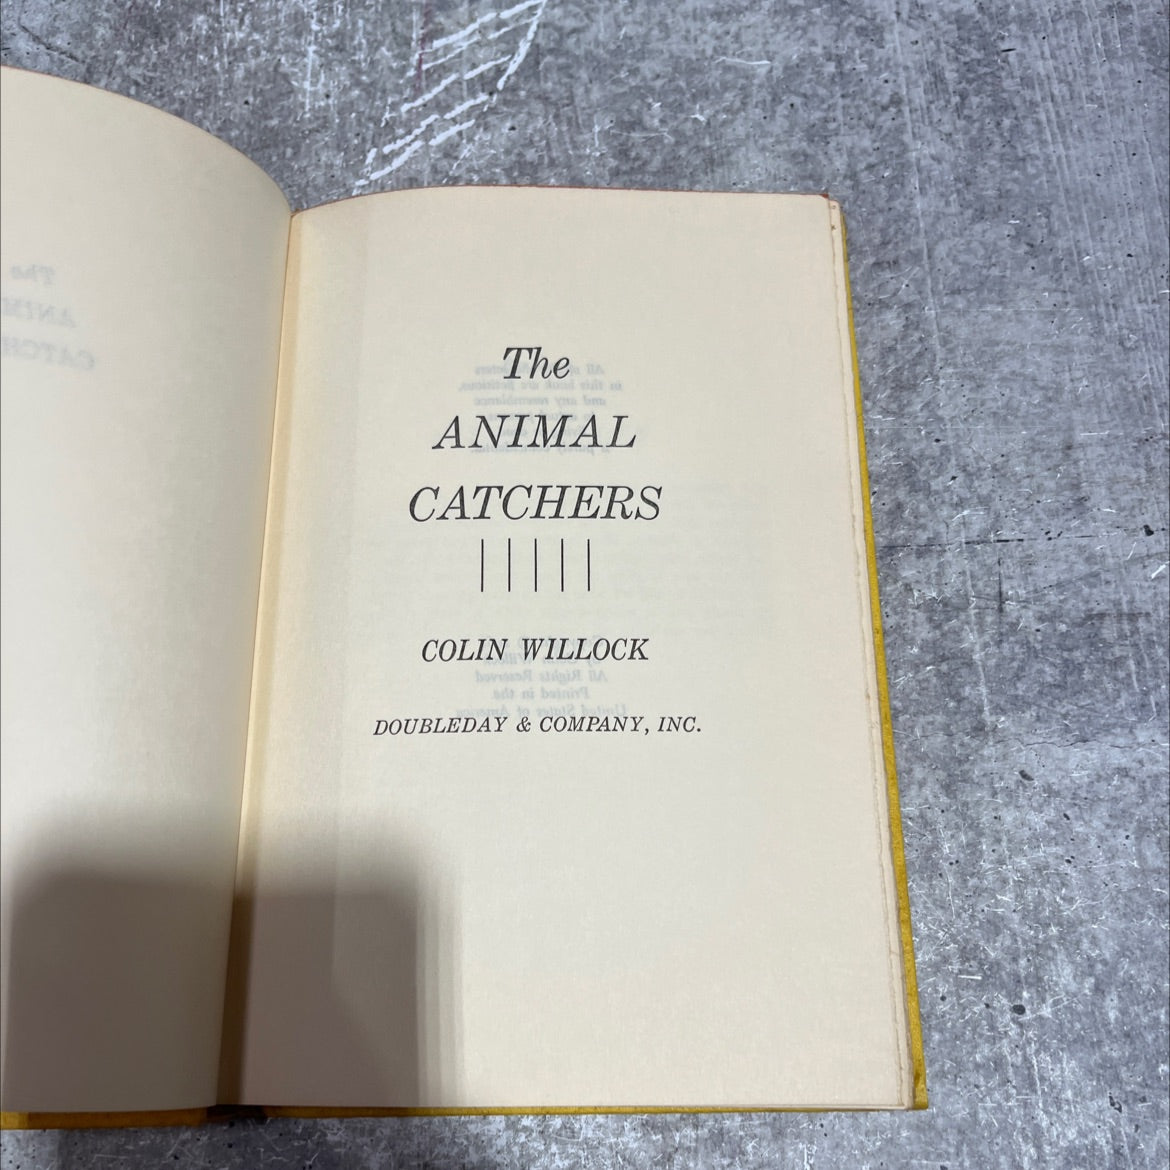 The
ANIMAL
CATCHERS
COLIN WILLOCK
DOUBLEDAY & COMPANY, INC.